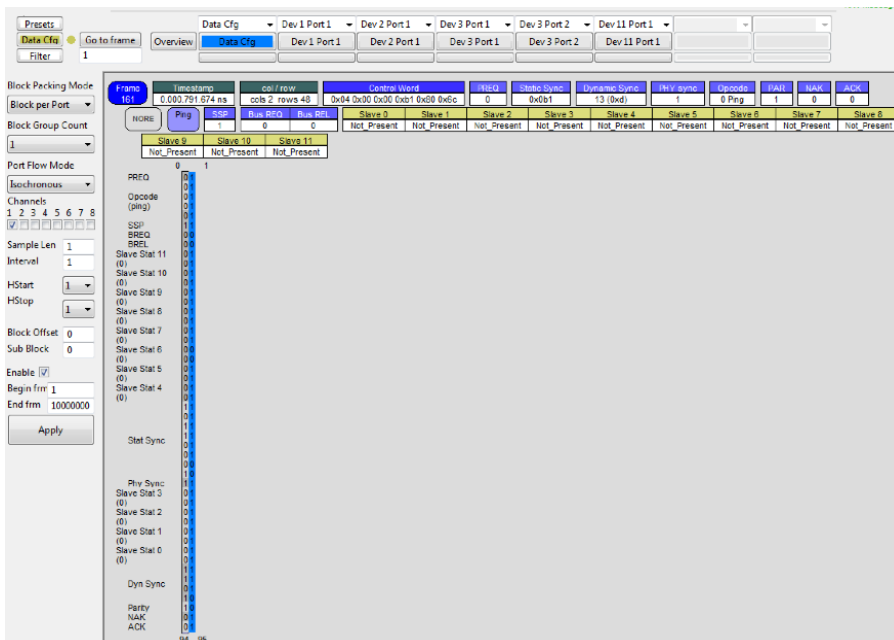 Presets
Data Cfg ▾ Dev 1 Port 1 ▾ Dev 2 Port 1 ▾ Dev 3 Port 1 ▾ Dev 3 Port 2 ▾ Dev 11 Port 1
Data Cfg Go to frame Overview Data Cfg Dev 1 Port 1 Dev 2 Port 1 Dev 3 Port 1 Dev 3 Port 2 Dev 11 Port 1
Filter 1
Block Packing Mode
Block per Port
Block Group Count
1
Port Flow Mode
Isochronous
Channels
1 2 3 4 5 6 7 8
Sample Len 1
Interval 1
HStart 1
HStop
1
Block Offset 0
Sub Block 0
Enable
Begin frm 1
End frm 10000000
Apply
Frame Timestamp col / row Control Word PREQ Static Sync Dynamic Sync PHY sync Opcode PAR NAK ACK
161 0.000.791.674 ns cols 2 rows 48 0x04 0x00 0x00 0xb1 0x80 0x6c 0 0x0b1 13 (0xd) 1 0 Ping 1 0 0
NORE Ping SSP Bus REQ Bus REL Slave 0 Slave 1 Slave 2 Slave 3 Slave 4 Slave 5 Slave 6 Slave 7 Slave 8
1 0 0 Not_Present Not_Present Not_Present Not_Present Not_Present Not_Present Not_Present Not_Present Not_Present
Slave 9 Slave 10 Slave 11
Not_Present Not_Present Not_Present
0 1
PREQ
Opcode
(ping)
SSP
BREQ
BREL
Slave Stat 11
(0)
Slave Stat 10
(0)
Slave Stat 9
(0)
Slave Stat 8
(0)
Slave Stat 7
(0)
Slave Stat 6
(0)
Slave Stat 5
(0)
Slave Stat 4
(0)
Stat Sync
Phy Sync
Slave Stat 3
(0)
Slave Stat 2
(0)
Slave Stat 1
(0)
Slave Stat 0
(0)
Dyn Sync
Parity
NAK
ACK
94 95